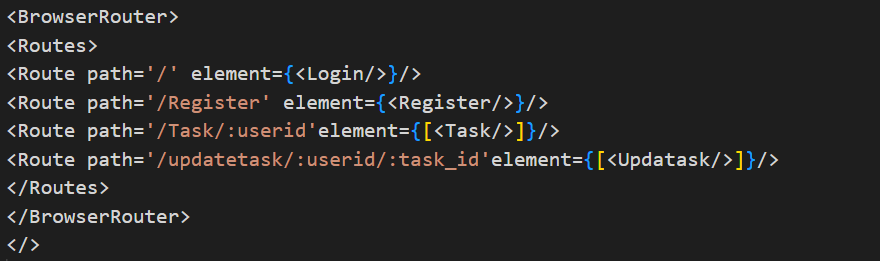 <BrowserRouter>
<Routes>
<Route path='/' element={<Login/>}/>
<Route path='/Register' element={<Register/>}/>
<Route path='/Task/:userid'element={[<Task/>]}/>
<Route path='/updatetask/:userid/:task_id'element={[<Updatask/>]}/>
</Routes>
</BrowserRouter>
</>